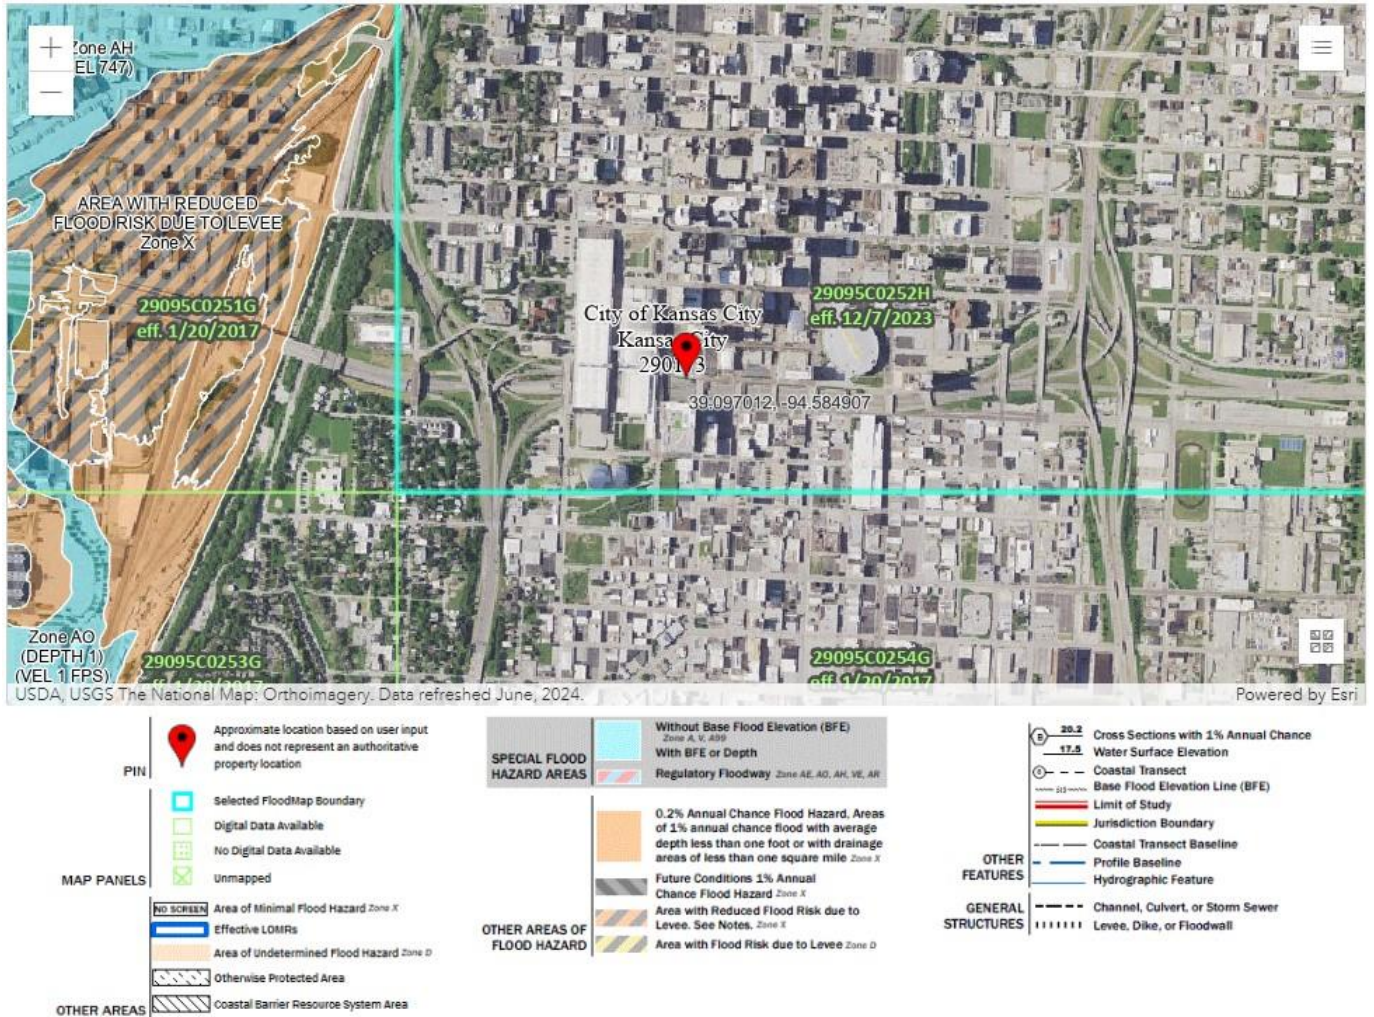 Zone AH
EL 747)
AREA WITH REDUCED
FLOOD RISK DUE TO LEVEE
Zone X
29095C0251G
eff. 1/20/2017
29095C0252H
eff. 12/7/2023
City of Kansas City
City
39.097012, -94.584907
Zone AO
(DEPTH 1)
(VEL 1 FPS)
29095C0253G
29095C0254G
eff. 1/20/2017
USDA, USGS The National Map: Orthoimagery. Data refreshed June, 2024.
Powered by Esri
PIN
Approximate location based on user input
and does not represent an authoritative
property location
MAP PANELS
Selected FloodMap Boundary
Digital Data Available
No Digital Data Available
Unmapped
OTHER AREAS
NO SCREEN Area of Minimal Flood Hazard Zone X
Effective LOMRs
Area of Undetermined Flood Hazard Zone D
Otherwise Protected Area
Coastal Barrier Resource System Area
SPECIAL FLOOD
HAZARD AREAS
Without Base Flood Elevation (BFE)
Zone A, V, A99
With BFE or Depth
Regulatory Floodway Zone AE, AO, AH, VE, AR
OTHER AREAS OF
FLOOD HAZARD
0.2% Annual Chance Flood Hazard, Areas
of 1% annual chance flood with average
depth less than one foot or with drainage
areas of less than one square mile Zone X
Future Conditions 1% Annual
Chance Flood Hazard Zone X
Area with Reduced Flood Risk due to
Levee. See Notes. Zone X
Area with Flood Risk due to Levee Zone D
OTHER
FEATURES
B 20.2 Cross Sections with 1% Annual Chance
17.5 Water Surface Elevation
Coastal Transect
Base Flood Elevation Line (BFE)
Limit of Study
Jurisdiction Boundary
Coastal Transect Baseline
Profile Baseline
Hydrographic Feature
GENERAL
STRUCTURES
Channel, Culvert, or Storm Sewer
Levee, Dike, or Floodwall